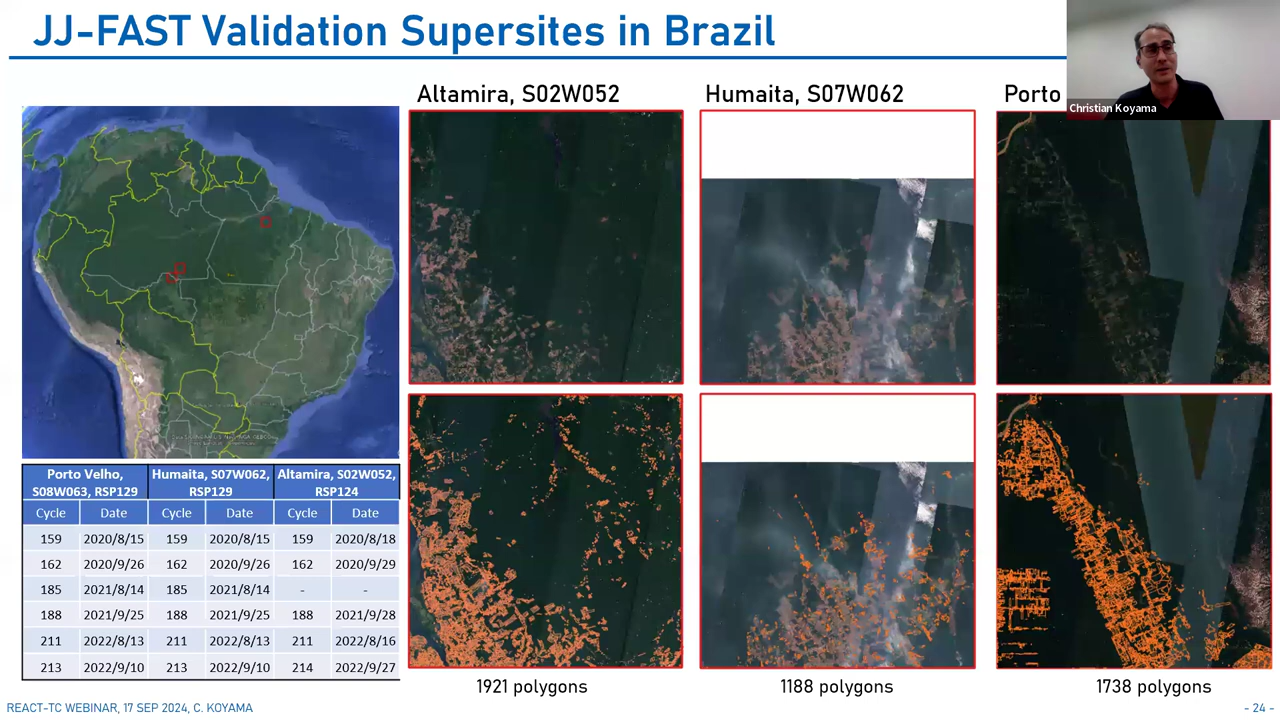 JJ-FAST Validation Supersites in Brazil
Christian Koyama
Altamira, S02W052
Humaita, S07W062
Porto
Porto Velho, S08W063, RSP129
Humaita, S07W062, RSP129
Altamira, S02W052, RSP124
Cycle Date Cycle Date Cycle Date
159 2020/8/15 159 2020/8/15 159 2020/8/18
162 2020/9/26 162 2020/9/26 162 2020/9/29
185 2021/8/14 185 2021/8/14 - -
188 2021/9/25 188 2021/9/25 188 2021/9/28
211 2022/8/13 211 2022/8/13 211 2022/8/16
213 2022/9/10 213 2022/9/10 214 2022/9/27
1921 polygons
1188 polygons
1738 polygons
REACT-TC WEBINAR, 17 SEP 2024, C. KOYAMA
- 24 -